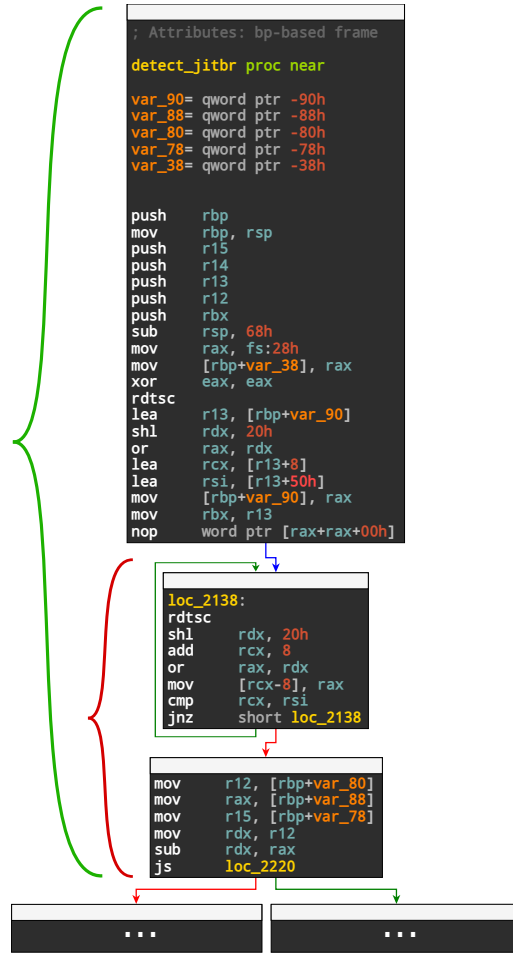 ; Attributes: bp-based frame
detect_jitbr proc near
var_90= qword ptr -90h
var_88= qword ptr -88h
var_80= qword ptr -80h
var_78= qword ptr -78h
var_38= qword ptr -38h
push rbp
mov rbp, rsp
push r15
push r14
push r13
push r12
push rbx
sub rsp, 68h
mov rax, fs:28h
mov [rbp+var_38], rax
xor eax, eax
rdtsc
lea r13, [rbp+var_90]
shl rdx, 20h
or rax, rdx
lea rcx, [r13+8]
lea rsi, [r13+50h]
mov [rbp+var_90], rax
mov rbx, r13
nop word ptr [rax+rax+00h]
loc_2138:
rdtsc
shl rdx, 20h
add rcx, 8
or rax, rdx
mov [rcx-8], rax
cmp rcx, rsi
jnz short loc_2138
mov r12, [rbp+var_80]
mov rax, [rbp+var_88]
mov r15, [rbp+var_78]
mov rdx, r12
sub rdx, rax
js loc_2220
... ...